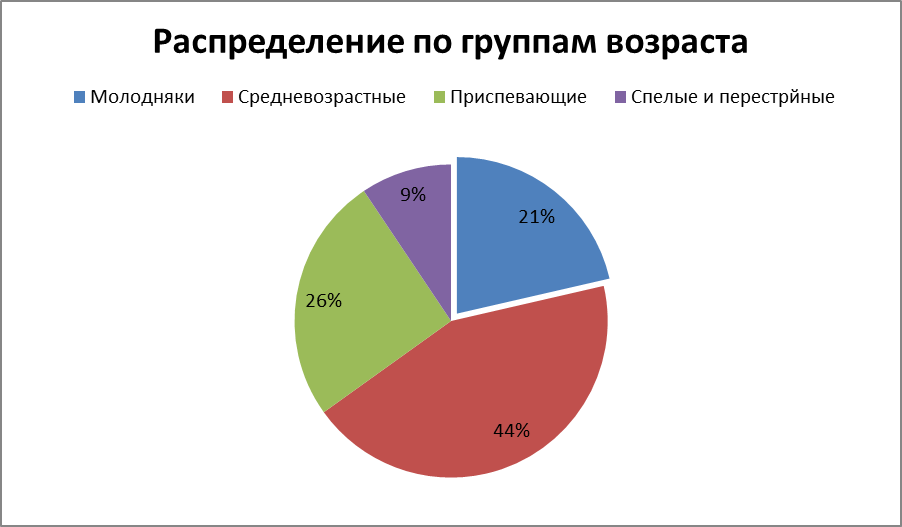 Распределение по группам возраста
Молодняки Средневозрастные Приспевающие Спелые и перестрйные
9%
21%
26%
44%